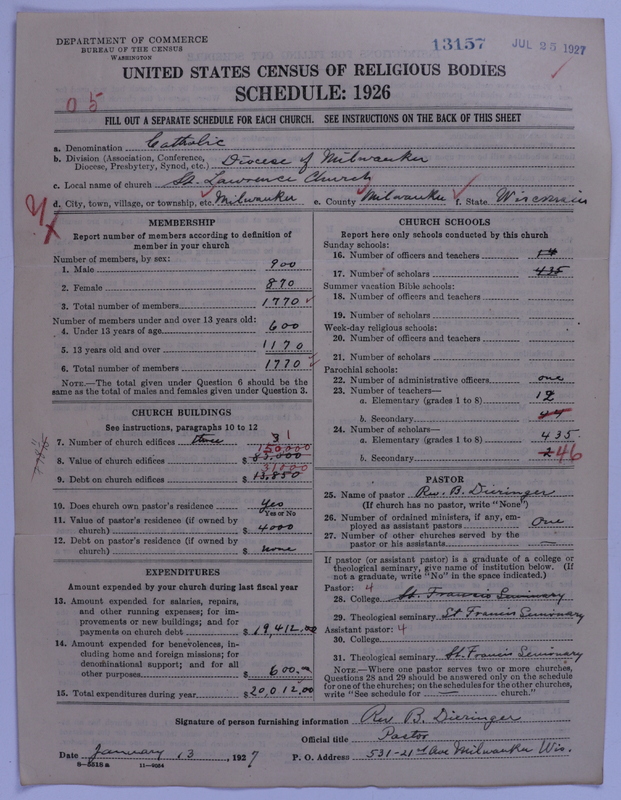 DEPARTMENT OF COMMERCE
BUREAU OF THE CENSUS
WASHINGTON
13157 JUL 25 1927
UNITED STATES CENSUS OF RELIGIOUS BODIES
SCHEDULE: 1926
05
FILL OUT A SEPARATE SCHEDULE FOR EACH CHURCH. SEE INSTRUCTIONS ON THE BACK OF THIS SHEET
a. Denomination Catholic
b. Division (Association, Conference, Diocese, Presbytery, Synod, etc.) Diocese of Milwaukee
c. Local name of church St. Lawrence Church
d. City, town, village, or township, etc. Milwaukee e. County Milwaukee f. State Wisconsin
MEMBERSHIP
Report number of members according to definition of
member in your church
Number of members, by sex:
1. Male 900
2. Female 870
3. Total number of members 1770
Number of members under and over 13 years old:
4. Under 13 years of age 600
5. 13 years old and over 1170
6. Total number of members 1770
NOTE.—The total given under Question 6 should be the
same as the total of males and females given under Question 3.
CHURCH BUILDINGS
See instructions, paragraphs 10 to 12
7. Number of church edifices three 3 1
150,000
8. Value of church edifices $ 85,000
31000
9. Debt on church edifices $ 13,850
10. Does church own pastor's residence? Yes
Yes or No
11. Value of pastor's residence (if owned by
church) $ 4000
12. Debt on pastor's residence (if owned by
church) $ none
EXPENDITURES
Amount expended by your church during last fiscal year
13. Amount expended for salaries, repairs,
and other running expenses; for im-
provements or new buildings; and for
payments on church debt $ 19,412.00
14. Amount expended for benevolences, in-
cluding home and foreign missions; for
denominational support; and for all
other purposes $ 600.—
15. Total expenditures during year $ 20,012.00
CHURCH SCHOOLS
Report here only schools conducted by this church
Sunday schools:
16. Number of officers and teachers 14
17. Number of scholars 435
Summer vacation Bible schools:
18. Number of officers and teachers
19. Number of scholars
Week-day religious schools:
20. Number of officers and teachers
21. Number of scholars
Parochial schools:
22. Number of administrative officers one
23. Number of teachers—
a. Elementary (grades 1 to 8) 12
b. Secondary
24. Number of scholars—
a. Elementary (grades 1 to 8) 435
b. Secondary 46
PASTOR
25. Name of pastor Rev. B. Dieringer
(If church has no pastor, write "None")
26. Number of ordained ministers, if any, em-
ployed as assistant pastors One
27. Number of other churches served by the
pastor or his assistants —
If pastor (or assistant pastor) is a graduate of a college or
theological seminary, give name of institution below. (If
not a graduate, write "No" in the space indicated.)
Pastor: 4
28. College St. Francis Seminary
29. Theological seminary St Francis Seminary
Assistant pastor: 4
30. College
31. Theological seminary St. Francis Seminary
NOTE.—Where one pastor serves two or more churches,
Questions 28 and 29 should be answered only on the schedule
for one of the churches; on the schedules for the other churches,
write "See schedule for ——— church."
Signature of person furnishing information Rev B. Dieringer
Official title Pastor
Date January 13, 1927 P. O. Address 531-21st Ave Milwaukee Wis.
8—5518a 11—9264